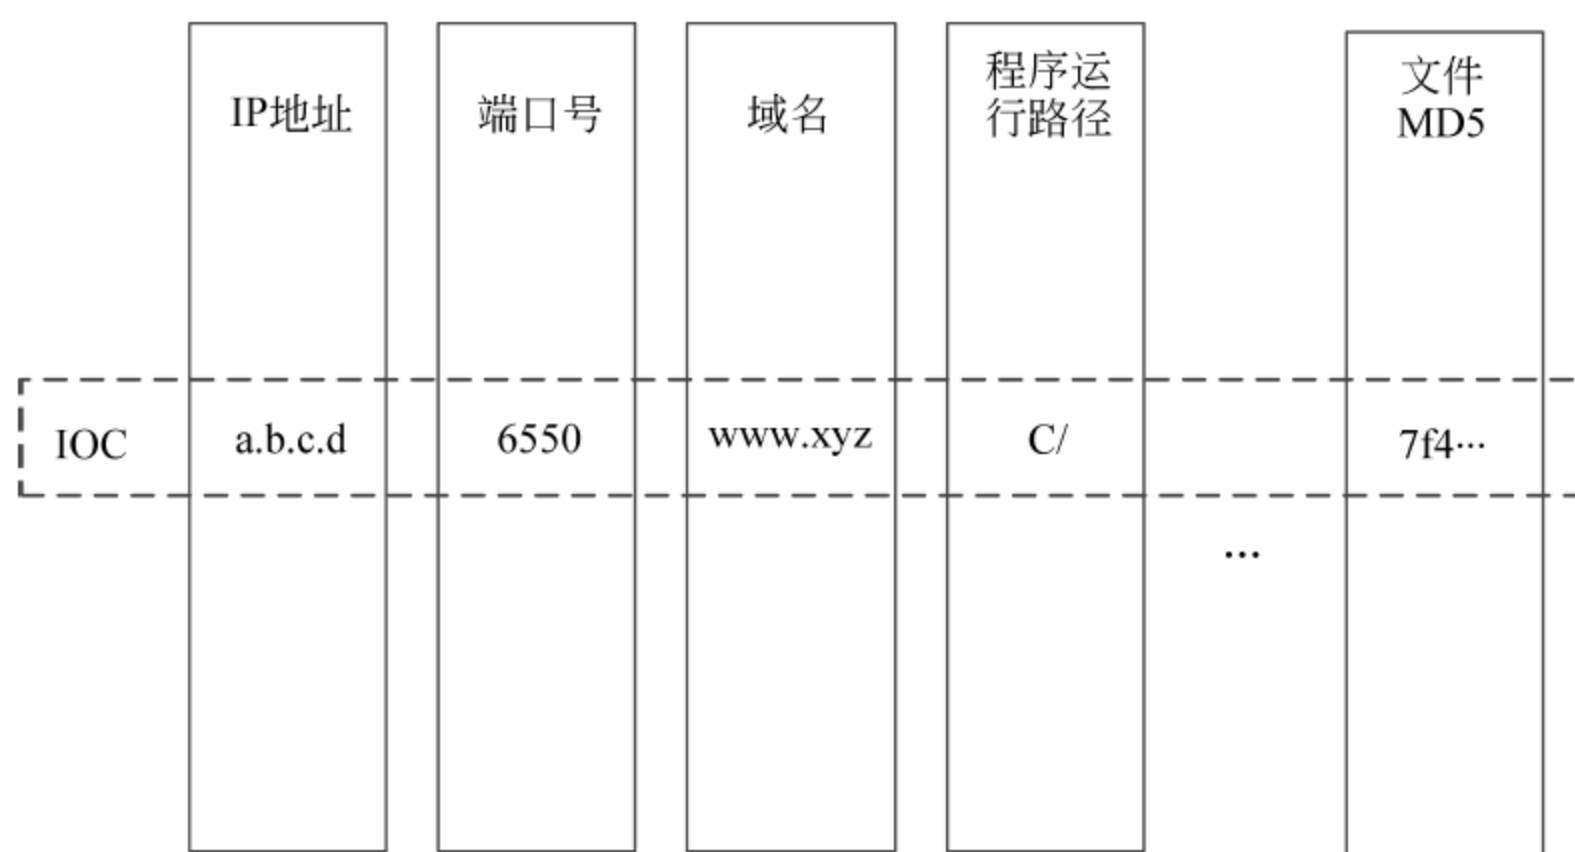 IP地址
端口号
域名
程序运
行路径
文件
MD5
IOC
a.b.c.d
6550
www.xyz
C/
7f4···
...